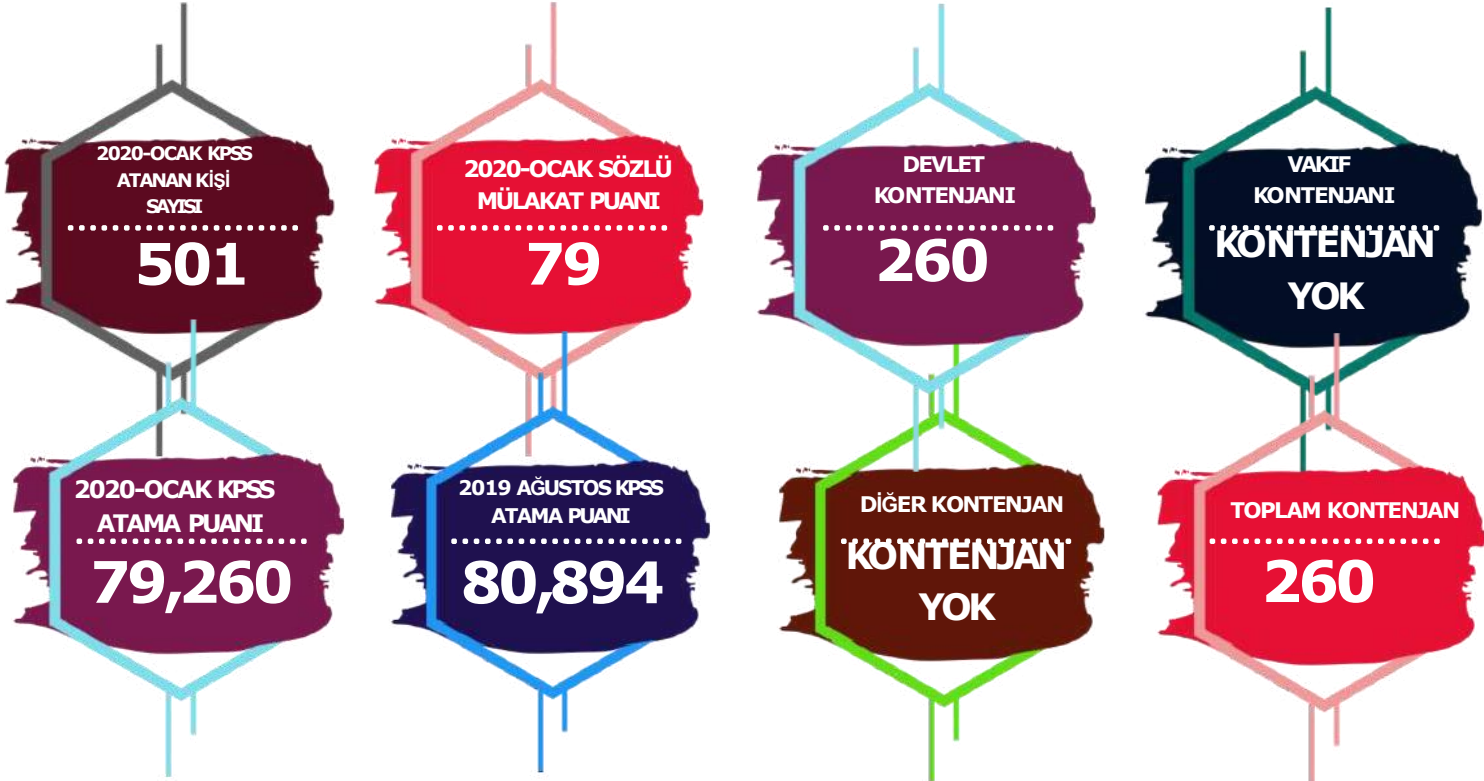 2020-OCAK KPSS
ATANAN KİŞİ
SAYISI
501
2020-OCAK SÖZLÜ
MÜLAKAT PUANI
79
DEVLET
KONTENJANI
260
VAKIF
KONTENJANI
KONTENJAN
YOK
2020-OCAK KPSS
ATAMA PUANI
79,260
2019 AĞUSTOS KPSS
ATAMA PUANI
80,894
DİĞER KONTENJAN
KONTENJAN
YOK
TOPLAM KONTENJAN
260